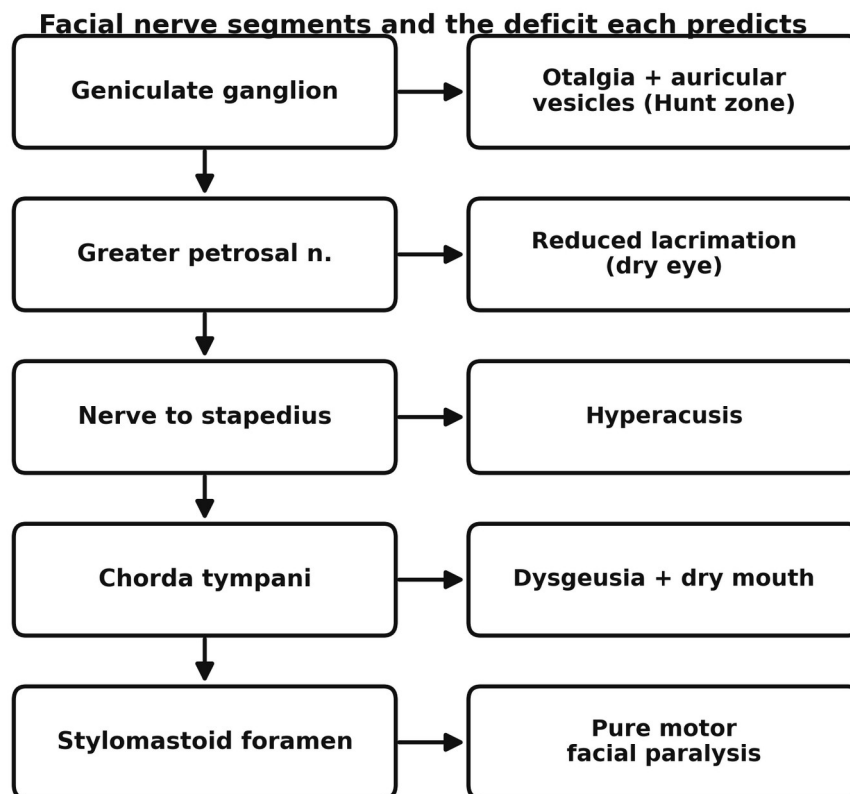 Facial nerve segments and the deficit each predicts
Geniculate ganglion
Otalgia + auricular
vesicles (Hunt zone)
Greater petrosal n.
Reduced lacrimation
(dry eye)
Nerve to stapedius
Hyperacusis
Chorda tympani
Dysgeusia + dry mouth
Stylomastoid foramen
Pure motor
facial paralysis